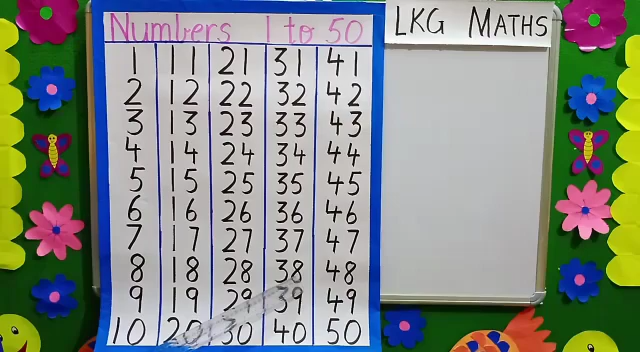 Numbers 1 to 50
LKG MATHS
1 11 21 31 41
2 12 22 32 42
3 13 23 33 43
4 14 24 34 44
5 15 25 35 45
6 16 26 36 46
7 17 27 37 47
8 18 28 38 48
9 19 29 39 49
10 20 30 40 50